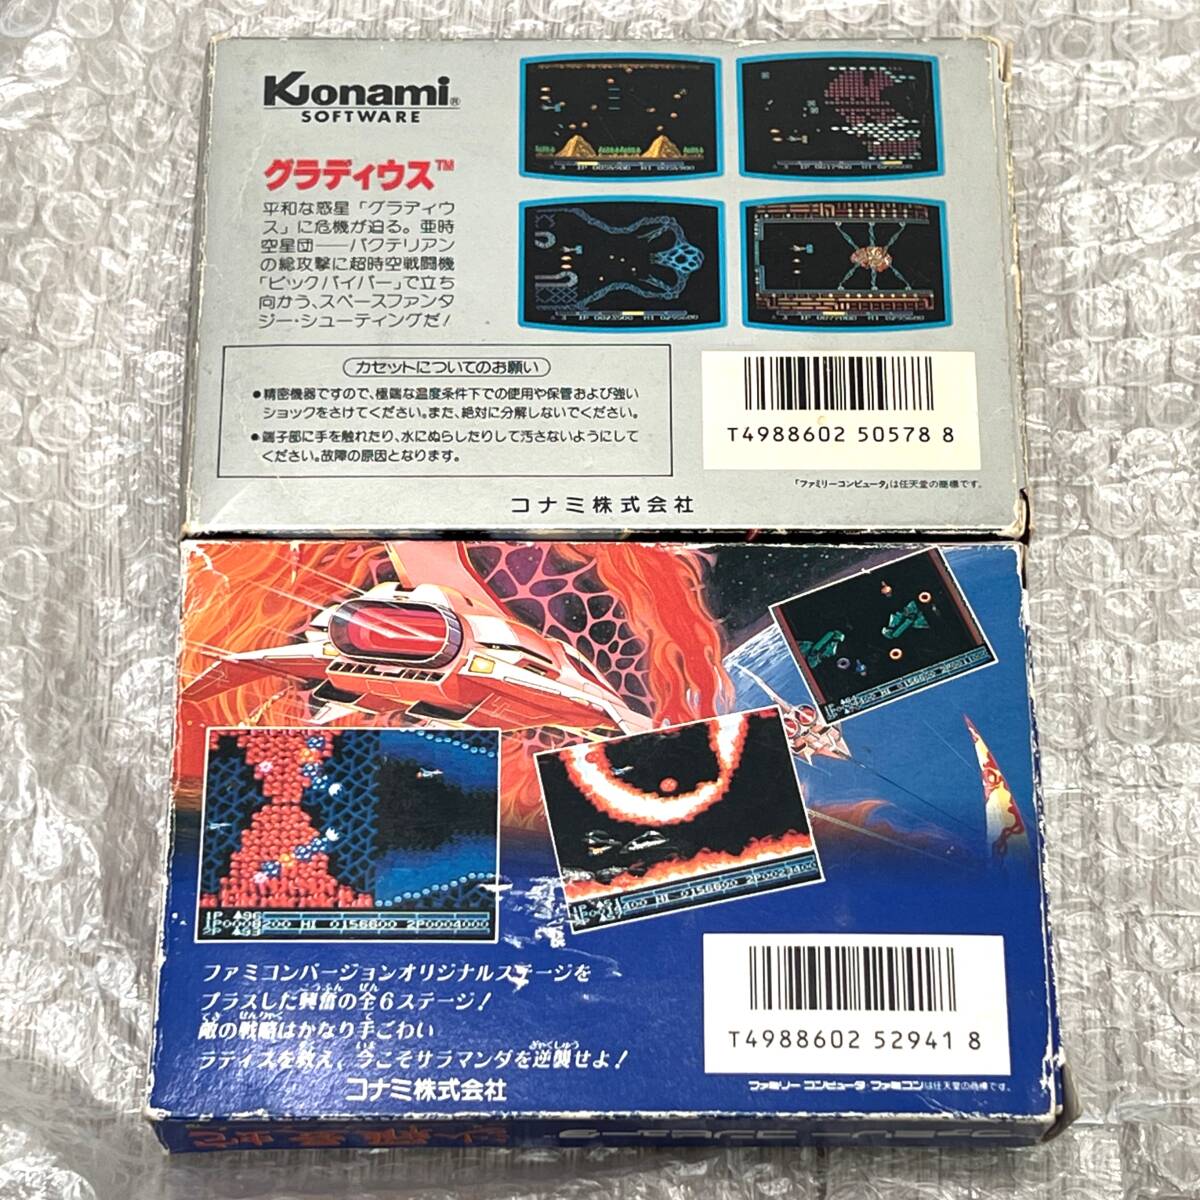 Konami®
SOFTWARE
グラディウス™
平和な惑星「グラディウ
ス」に危機が迫る。亜時
空星団——バクテリアン
の総攻撃に超時空戦闘機
「ビックバイパー」で立ち
向かう、スペースファンタ
ジー・シューティングだ!
カセットについてのお願い
●精密機器ですので、極端な温度条件下での使用や保管および強い
ショックをさけてください。また、絶対に分解しないでください。
●端子部に手を触れたり、水にぬらしたりして汚さないようにして
ください。故障の原因となります。
T4988602 50578 8
「ファミリーコンピュータ」は任天堂の商標です。
コナミ株式会社
1P ▲96
1P0008200 HI 0156600 2P0004000
2P ▲93
HI 0156600 2P0023400
ファミコンバージョンオリジナルステージを
プラスした興奮の全6ステージ!
敵の戦略はかなり手ごわい
ラティスを救え、今こそサラマンダを逆襲せよ!
コナミ株式会社
T4988602 52941 8
ファミリーコンピュータ・ファミコンは任天堂の商標です。